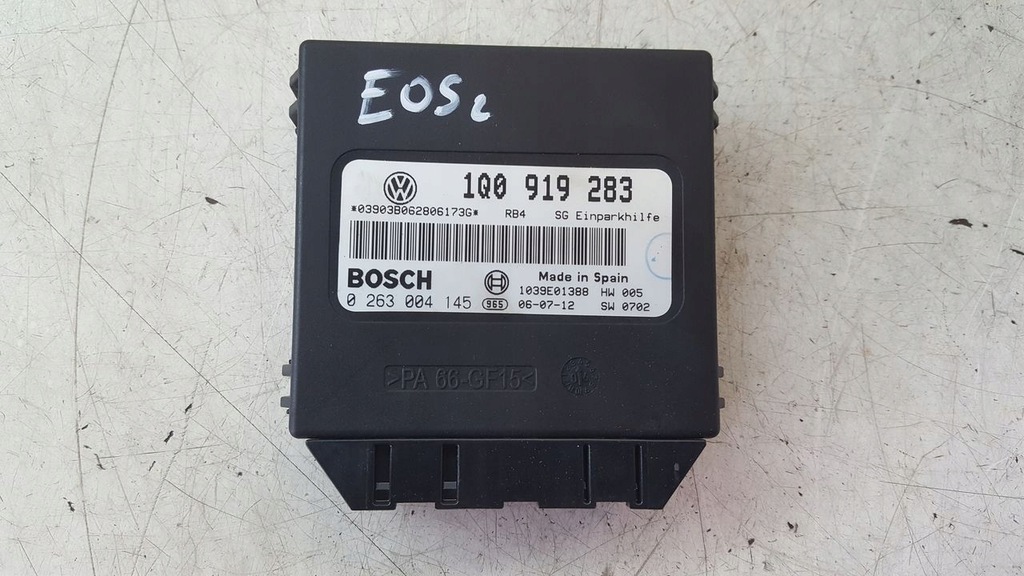 EOS 2
1Q0 919 283
*03903B062806173G* RB4 SG Einparkhilfe
BOSCH
Made in Spain
1039E01388 HW 005
0 263 004 145 965 06-07-12 SW 0702
>PA 66-GF15<